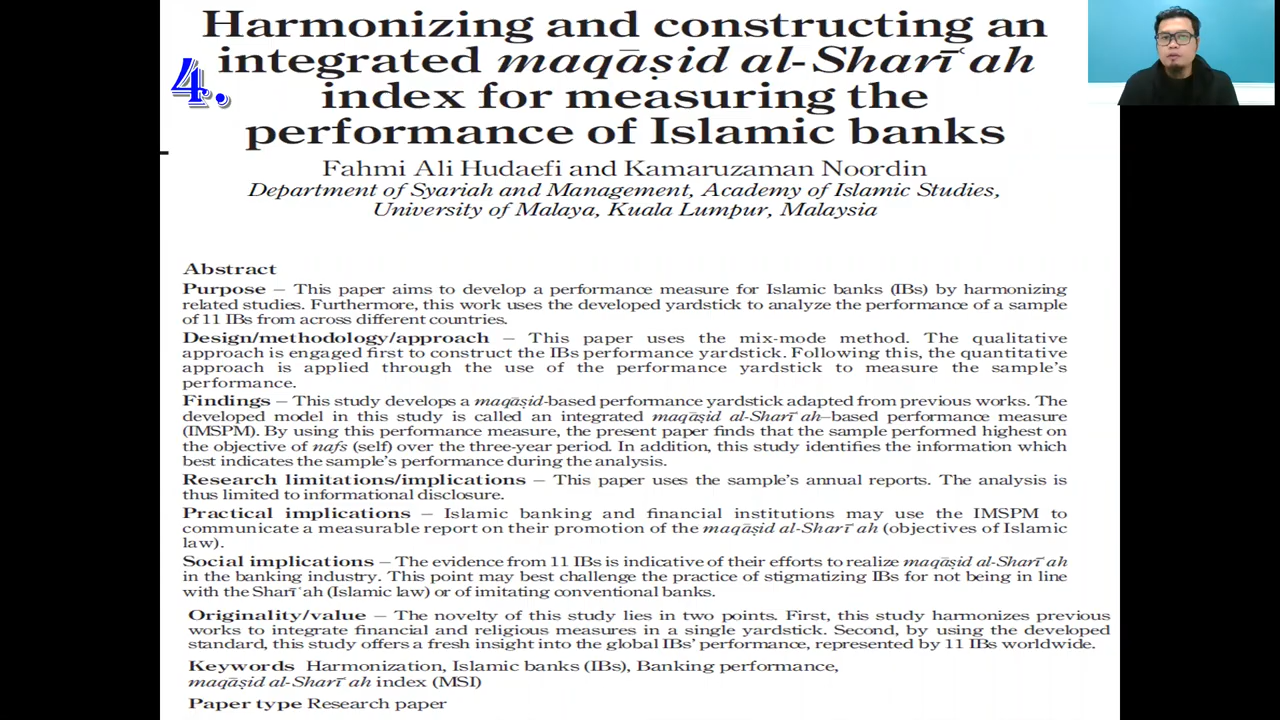 Harmonizing and constructing an
4. integrated maqāṣid al-Sharīʿah
index for measuring the
performance of Islamic banks
Fahmi Ali Hudaefi and Kamaruzaman Noordin
Department of Syariah and Management, Academy of Islamic Studies,
University of Malaya, Kuala Lumpur, Malaysia
Abstract
Purpose – This paper aims to develop a performance measure for Islamic banks (IBs) by harmonizing
related studies. Furthermore, this work uses the developed yardstick to analyze the performance of a sample
of 11 IBs from across different countries.
Design/methodology/approach – This paper uses the mix-mode method. The qualitative
approach is engaged first to construct the IBs performance yardstick. Following this, the quantitative
approach is applied through the use of the performance yardstick to measure the sample's
performance.
Findings – This study develops a maqāṣid-based performance yardstick adapted from previous works. The
developed model in this study is called an integrated maqāṣid al-Sharīʿah–based performance measure
(IMSPM). By using this performance measure, the present paper finds that the sample performed highest on
the objective of nafs (self) over the three-year period. In addition, this study identifies the information which
best indicates the sample's performance during the analysis.
Research limitations/implications – This paper uses the sample's annual reports. The analysis is
thus limited to informational disclosure.
Practical implications – Islamic banking and financial institutions may use the IMSPM to
communicate a measurable report on their promotion of the maqāṣid al-Sharīʿah (objectives of Islamic
law).
Social implications – The evidence from 11 IBs is indicative of their efforts to realize maqāṣid al-Sharīʿah
in the banking industry. This point may best challenge the practice of stigmatizing IBs for not being in line
with the Sharīʿah (Islamic law) or of imitating conventional banks.
Originality/value – The novelty of this study lies in two points. First, this study harmonizes previous
works to integrate financial and religious measures in a single yardstick. Second, by using the developed
standard, this study offers a fresh insight into the global IBs' performance, represented by 11 IBs worldwide.
Keywords Harmonization, Islamic banks (IBs), Banking performance,
maqāṣid al-Sharīʿah index (MSI)
Paper type Research paper